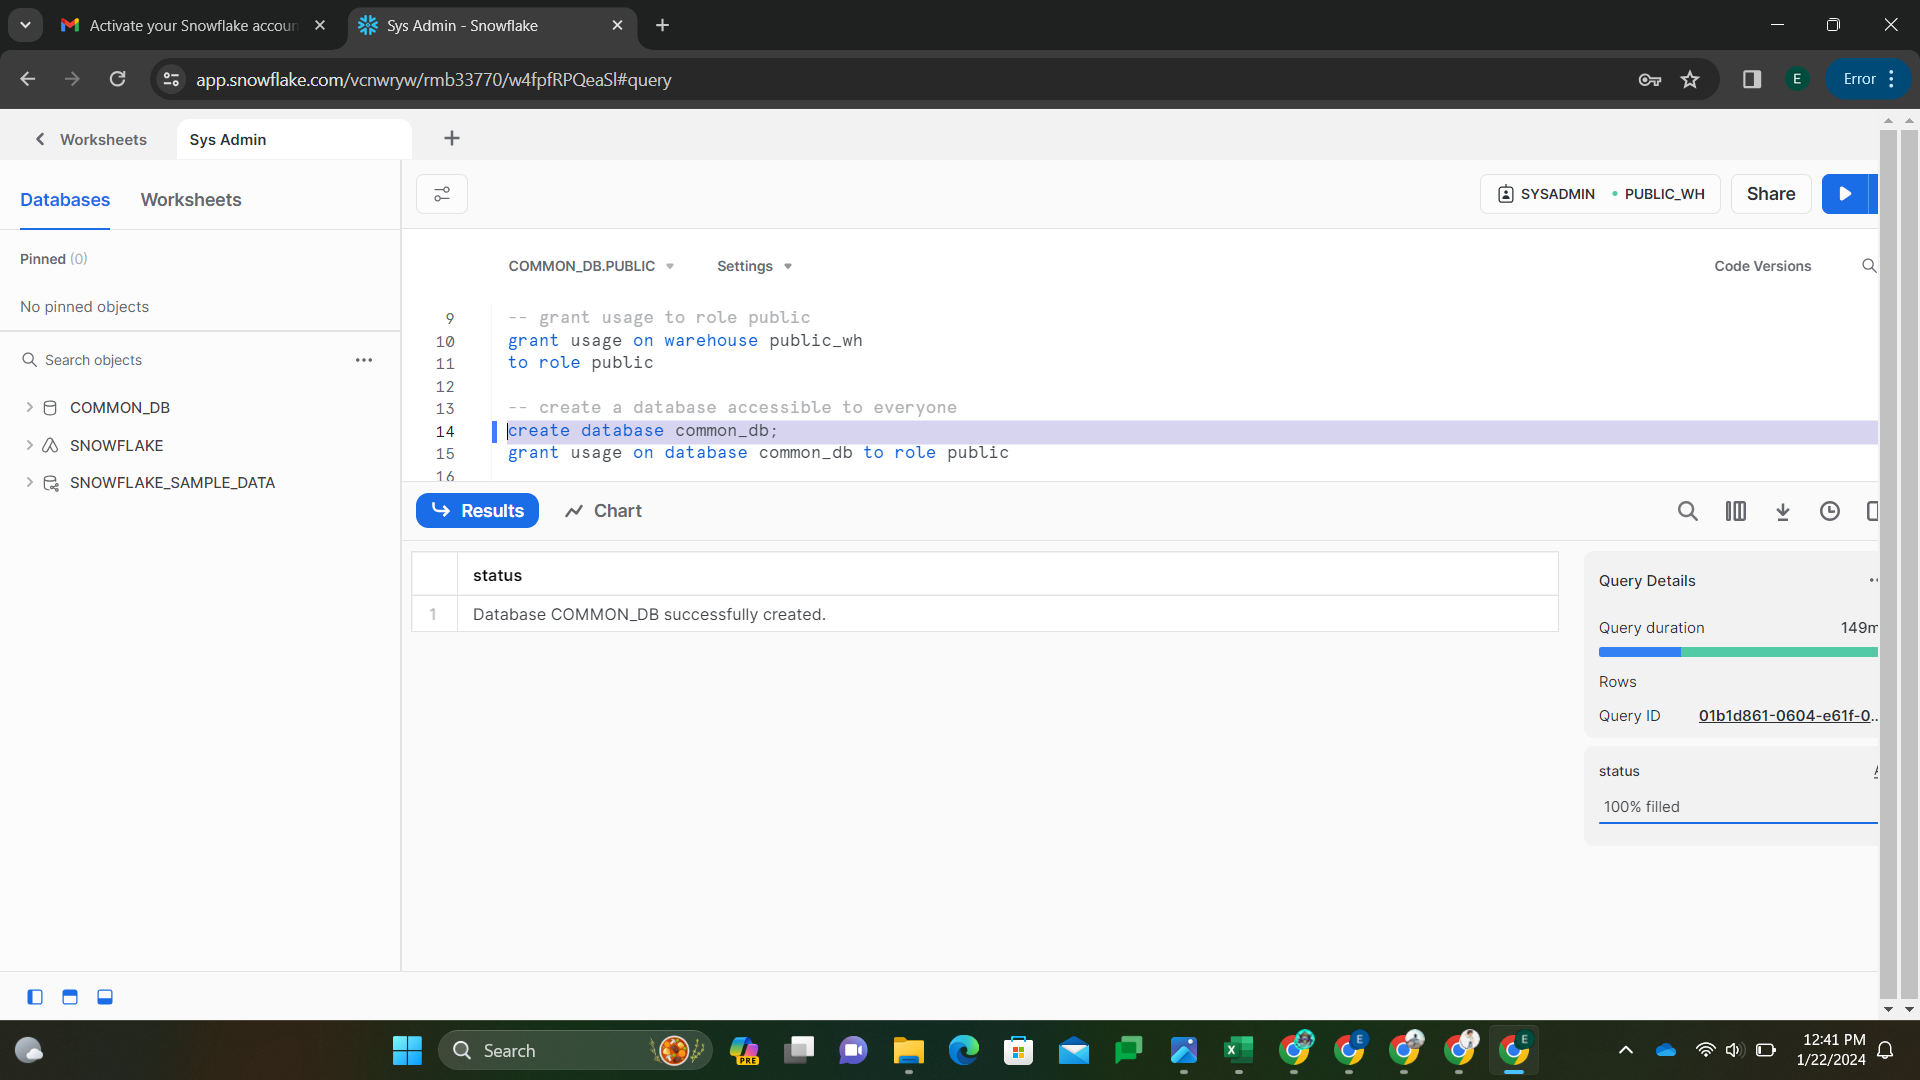 Activate your Snowflake accoun
Sys Admin - Snowflake
app.snowflake.com/vcnwryw/rmb33770/w4fpfRPQeaSl#query
E
Error
Worksheets
Sys Admin
Databases
Worksheets
SYSADMIN
PUBLIC_WH
Share
Pinned (0)
No pinned objects
COMMON_DB.PUBLIC
Settings
Code Versions
Search objects
COMMON_DB
SNOWFLAKE
SNOWFLAKE_SAMPLE_DATA
9 -- grant usage to role public
10 grant usage on warehouse public_wh
11 to role public
12
13 -- create a database accessible to everyone
14 create database common_db;
15 grant usage on database common_db to role public
16
Results
Chart
status
1 Database COMMON_DB successfully created.
Query Details
Query duration 149m
Rows
Query ID 01b1d861-0604-e61f-0...
status
100% filled
Search
PRE
E
E
12:41 PM
1/22/2024